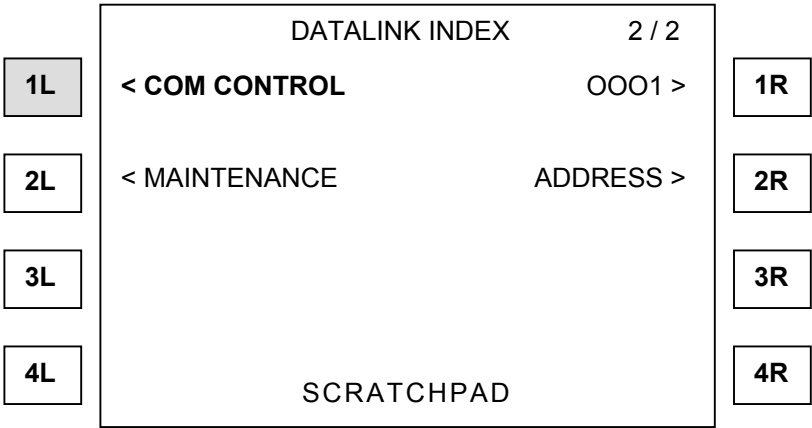 DATALINK INDEX 2 / 2
1L < COM CONTROL OOO1 > 1R
2L < MAINTENANCE ADDRESS > 2R
3L 3R
4L SCRATCHPAD 4R